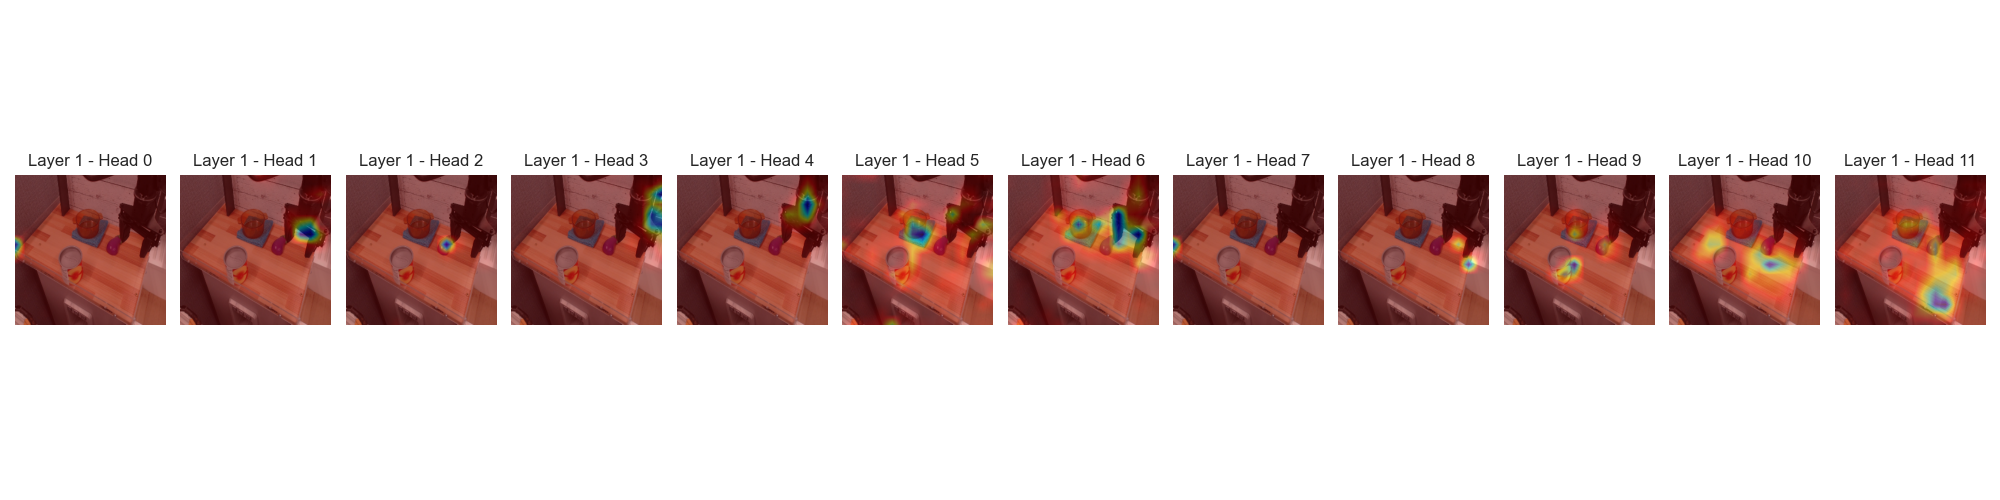 Layer 1 - Head 0
Layer 1 - Head 1
Layer 1 - Head 2
Layer 1 - Head 3
Layer 1 - Head 4
Layer 1 - Head 5
Layer 1 - Head 6
Layer 1 - Head 7
Layer 1 - Head 8
Layer 1 - Head 9
Layer 1 - Head 10
Layer 1 - Head 11